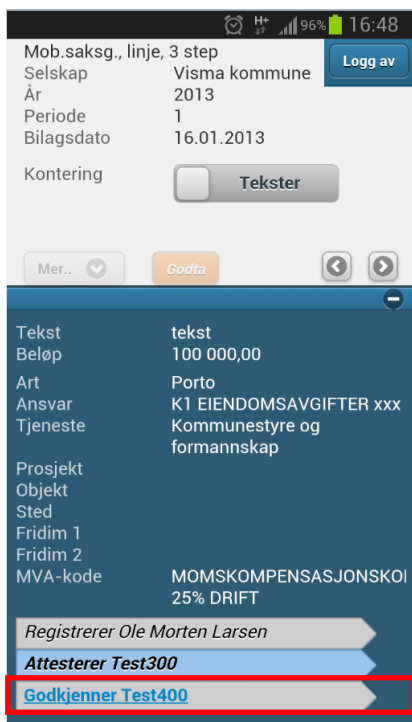 H+ 96% 16:48
Mob.saksg., linje, 3 step
Logg av
Selskap Visma kommune
År 2013
Periode 1
Bilagsdato 16.01.2013
Kontering Tekster
Mer.. Godta
Tekst tekst
Beløp 100 000,00
Art Porto
Ansvar K1 EIENDOMSAVGIFTER xxx
Tjeneste Kommunestyre og
formannskap
Prosjekt
Objekt
Sted
Fridim 1
Fridim 2
MVA-kode MOMSKOMPENSASJONSKO
25% DRIFT
Registrerer Ole Morten Larsen
Attesterer Test300
Godkjenner Test400